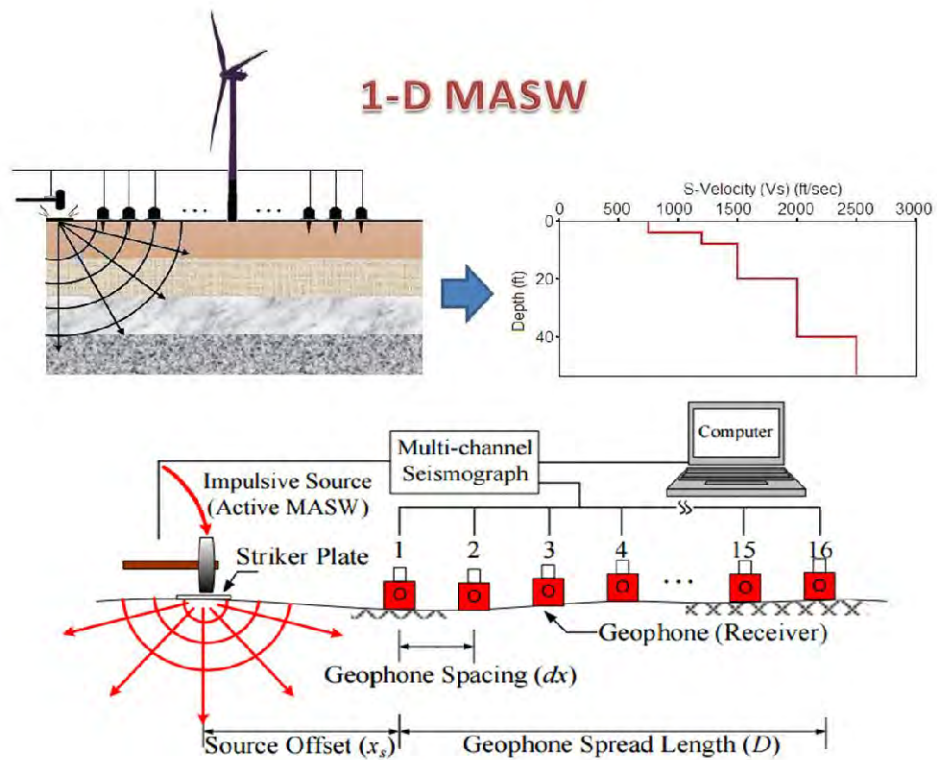 1-D MASW
S-Velocity (Vs) (ft/sec)
0 500 1000 1500 2000 2500 3000
0
20
40
Depth (ft)
Multi-channel
Seismograph
Computer
Impulsive Source
(Active MASW)
Striker Plate
1 2 3 4 15 16
Geophone (Receiver)
Geophone Spacing (dx)
Source Offset (xs) Geophone Spread Length (D)